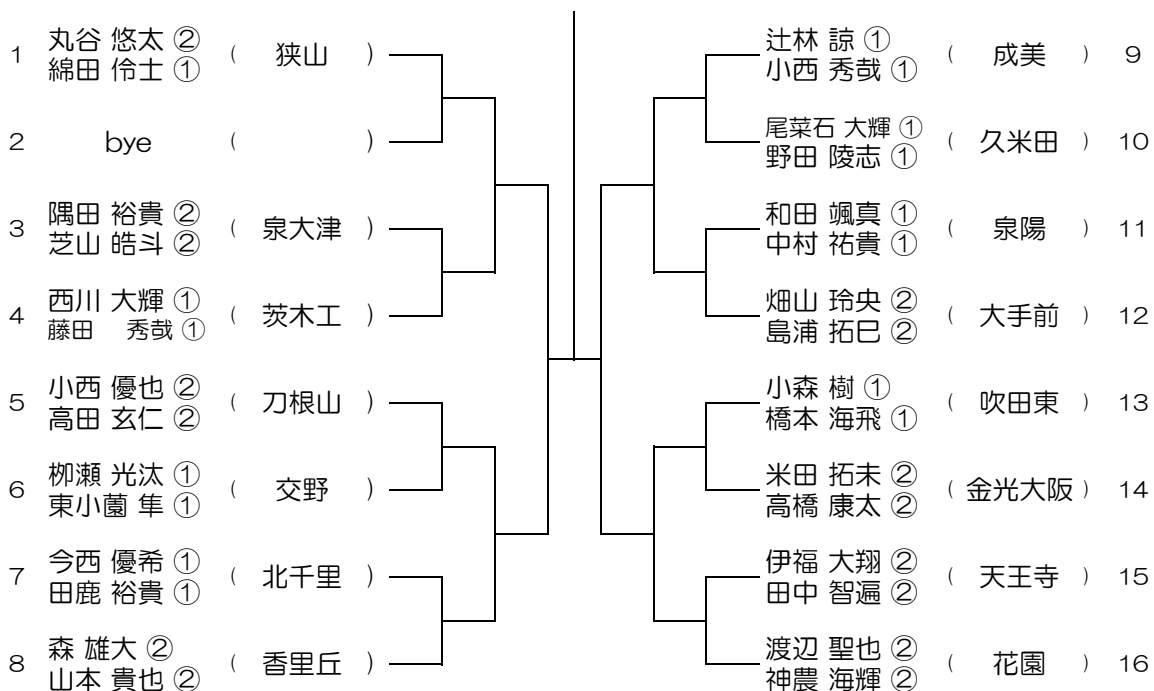 1 丸谷 悠太 ② 綿田 伶士 ① ( 狭山 )
2 bye ( )
3 隅田 裕貴 ② 芝山 皓斗 ② ( 泉大津 )
4 西川 大輝 ① 藤田 秀哉 ① ( 茨木工 )
5 小西 優也 ② 高田 玄仁 ② ( 刀根山 )
6 栁瀬 光汰 ① 東小薗 隼 ① ( 交野 )
7 今西 優希 ① 田鹿 裕貴 ① ( 北千里 )
8 森 雄大 ② 山本 貴也 ② ( 香里丘 )
辻林 諒 ① 小西 秀哉 ① ( 成美 ) 9
尾菜石 大輝 ① 野田 陵志 ① ( 久米田 ) 10
和田 颯真 ① 中村 祐貴 ① ( 泉陽 ) 11
畑山 玲央 ② 島浦 拓巳 ② ( 大手前 ) 12
小森 樹 ① 橋本 海飛 ① ( 吹田東 ) 13
米田 拓未 ② 高橋 康太 ② ( 金光大阪 ) 14
伊福 大翔 ② 田中 智遍 ② ( 天王寺 ) 15
渡辺 聖也 ② 神農 海輝 ② ( 花園 ) 16